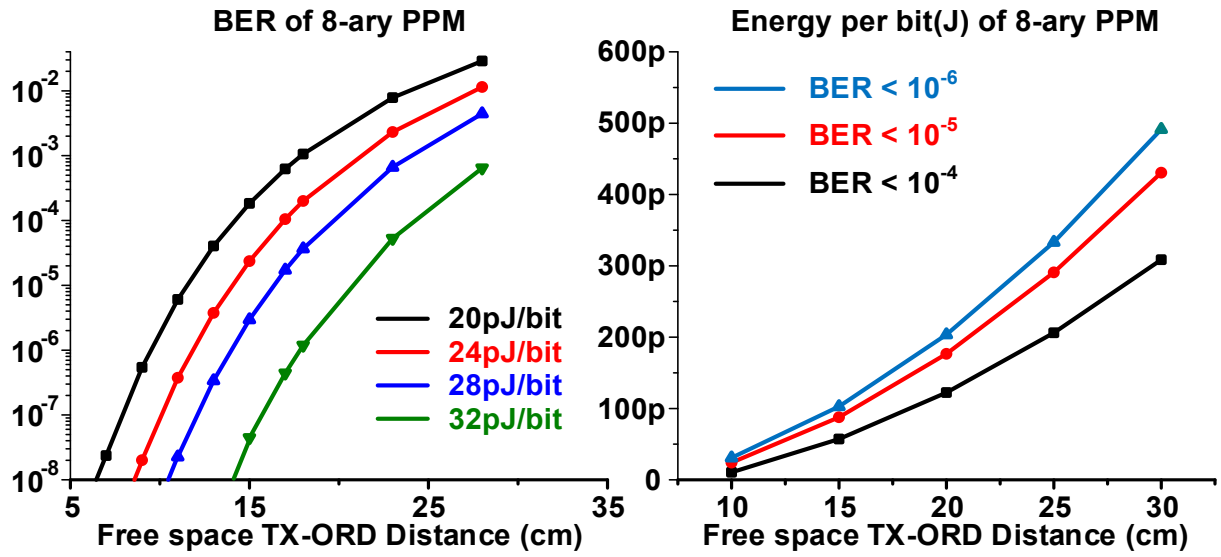 BER of 8-ary PPM
10-2
10-3
10-4
10-5
10-6
10-7
10-8
20pJ/bit
24pJ/bit
28pJ/bit
32pJ/bit
5 15 25 35
Free space TX-ORD Distance (cm)
Energy per bit(J) of 8-ary PPM
600p
500p
400p
300p
200p
100p
0
BER < 10-6
BER < 10-5
BER < 10-4
10 15 20 25 30
Free space TX-ORD Distance (cm)